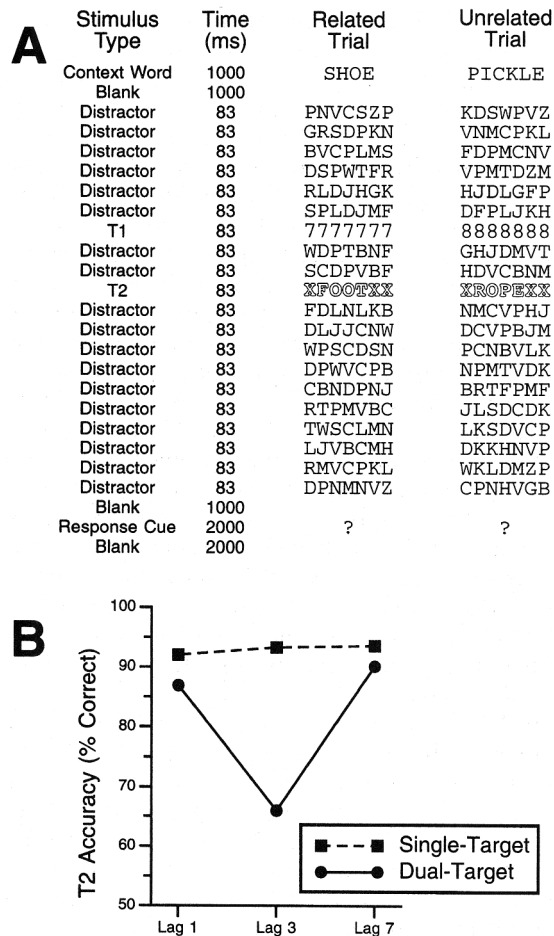 A
Stimulus Type Time (ms) Related Trial Unrelated Trial
Context Word 1000 SHOE PICKLE
Blank 1000
Distractor 83 PNVCSZP KDSWPVZ
Distractor 83 GRSDPKN VNMCPKL
Distractor 83 BVCPLMS FDPMCNV
Distractor 83 DSPWTFR VPMTDZM
Distractor 83 RLDJHGK HJDLGFP
Distractor 83 SPLDJMF DFPLJKH
T1 83 7777777 8888888
Distractor 83 WDPTBNF GHJDMVT
Distractor 83 SCDPVBF HDVCBNM
T2 83 XFOOTXX XROPEXX
Distractor 83 FDLNLKB NMCVPHJ
Distractor 83 DLJJCNW DCVPBJM
Distractor 83 WPSCDSN PCNBVLK
Distractor 83 DPWVCPB NPMTVDK
Distractor 83 CBNDPNJ BRTFPMF
Distractor 83 RTPMVBC JLSDCDK
Distractor 83 TWSCLMN LKSDVCP
Distractor 83 LJVBCMH DKKHNVP
Distractor 83 RMVCPKL WKLDMZP
Distractor 83 DPNMNVZ CPNHVGB
Blank 1000
Response Cue 2000 ? ?
Blank 2000
B
T2 Accuracy (% Correct)
100
90
80
70
60
50
Single-Target
Dual-Target
Lag 1 Lag 3 Lag 7